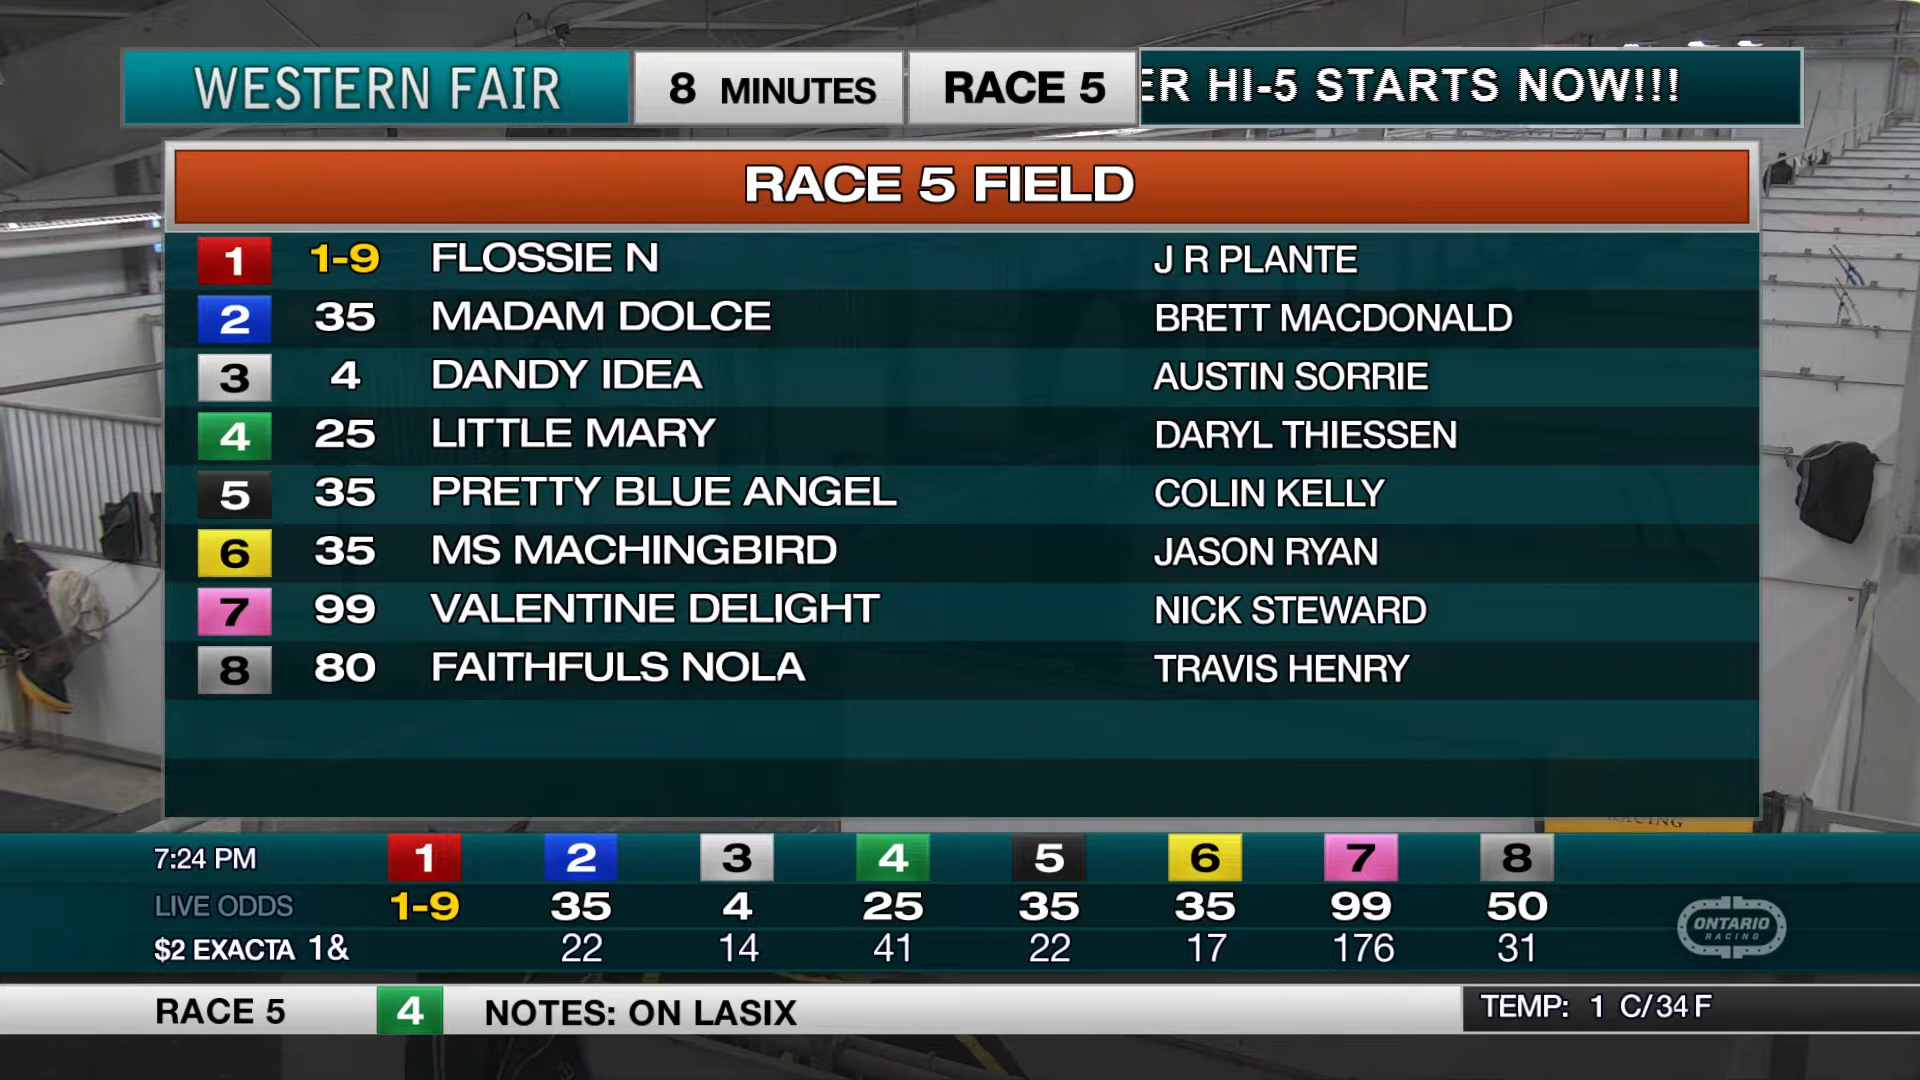 WESTERN FAIR 8 MINUTES RACE 5 ER HI-5 STARTS NOW!!!
RACE 5 FIELD
1 1-9 FLOSSIE N J R PLANTE
2 35 MADAM DOLCE BRETT MACDONALD
3 4 DANDY IDEA AUSTIN SORRIE
4 25 LITTLE MARY DARYL THIESSEN
5 35 PRETTY BLUE ANGEL COLIN KELLY
6 35 MS MACHINGBIRD JASON RYAN
7 99 VALENTINE DELIGHT NICK STEWARD
8 80 FAITHFULS NOLA TRAVIS HENRY
RACING
7:24 PM 1 2 3 4 5 6 7 8
LIVE ODDS 1-9 35 4 25 35 35 99 50
$2 EXACTA 1& 22 14 41 22 17 176 31
ONTARIO
RACING
RACE 5 4 NOTES: ON LASIX TEMP: 1 C/34 F